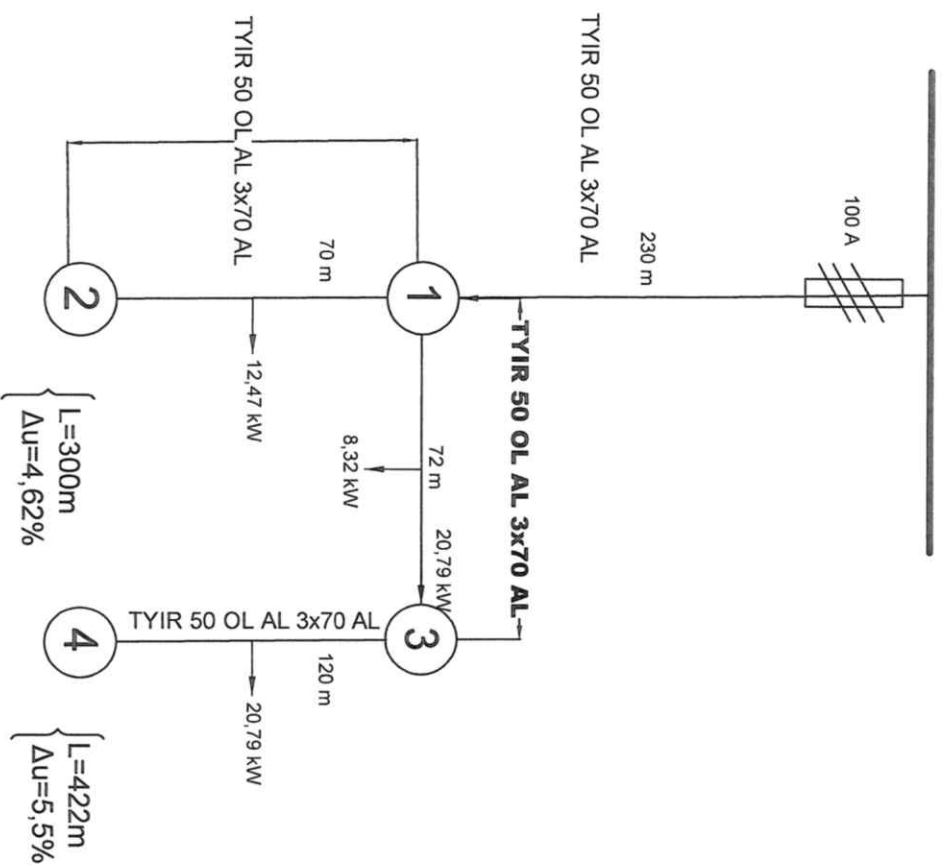 100 A
230 m
TYIR 50 OL AL 3x70 AL
TYIR 50 OL AL 3x70 AL
TYIR 50 OL AL 3x70 AL
1
72 m
8,32 kW
20,79 kW
3
70 m
12,47 kW
TYIR 50 OL AL 3x70 AL
120 m
20,79 kW
2
L=300m
Δu=4,62%
4
L=422m
Δu=5,5%